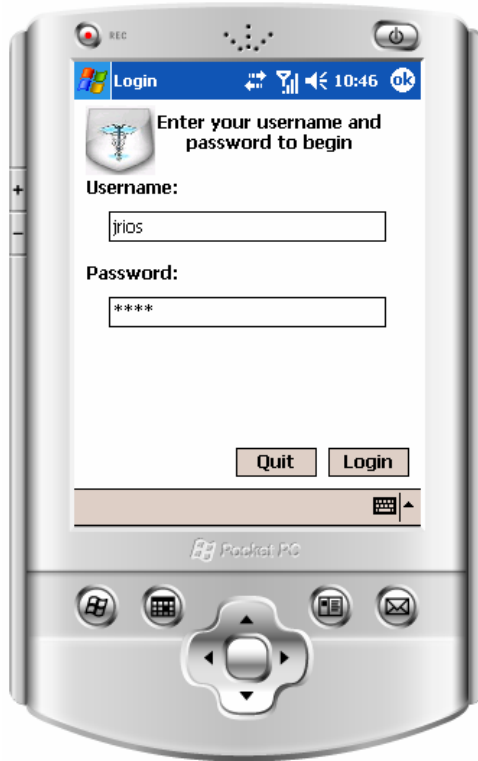 REC
Login 10:46 ok
Enter your username and
password to begin
Username:
jrios
Password:
****
Quit Login
Pocket PC